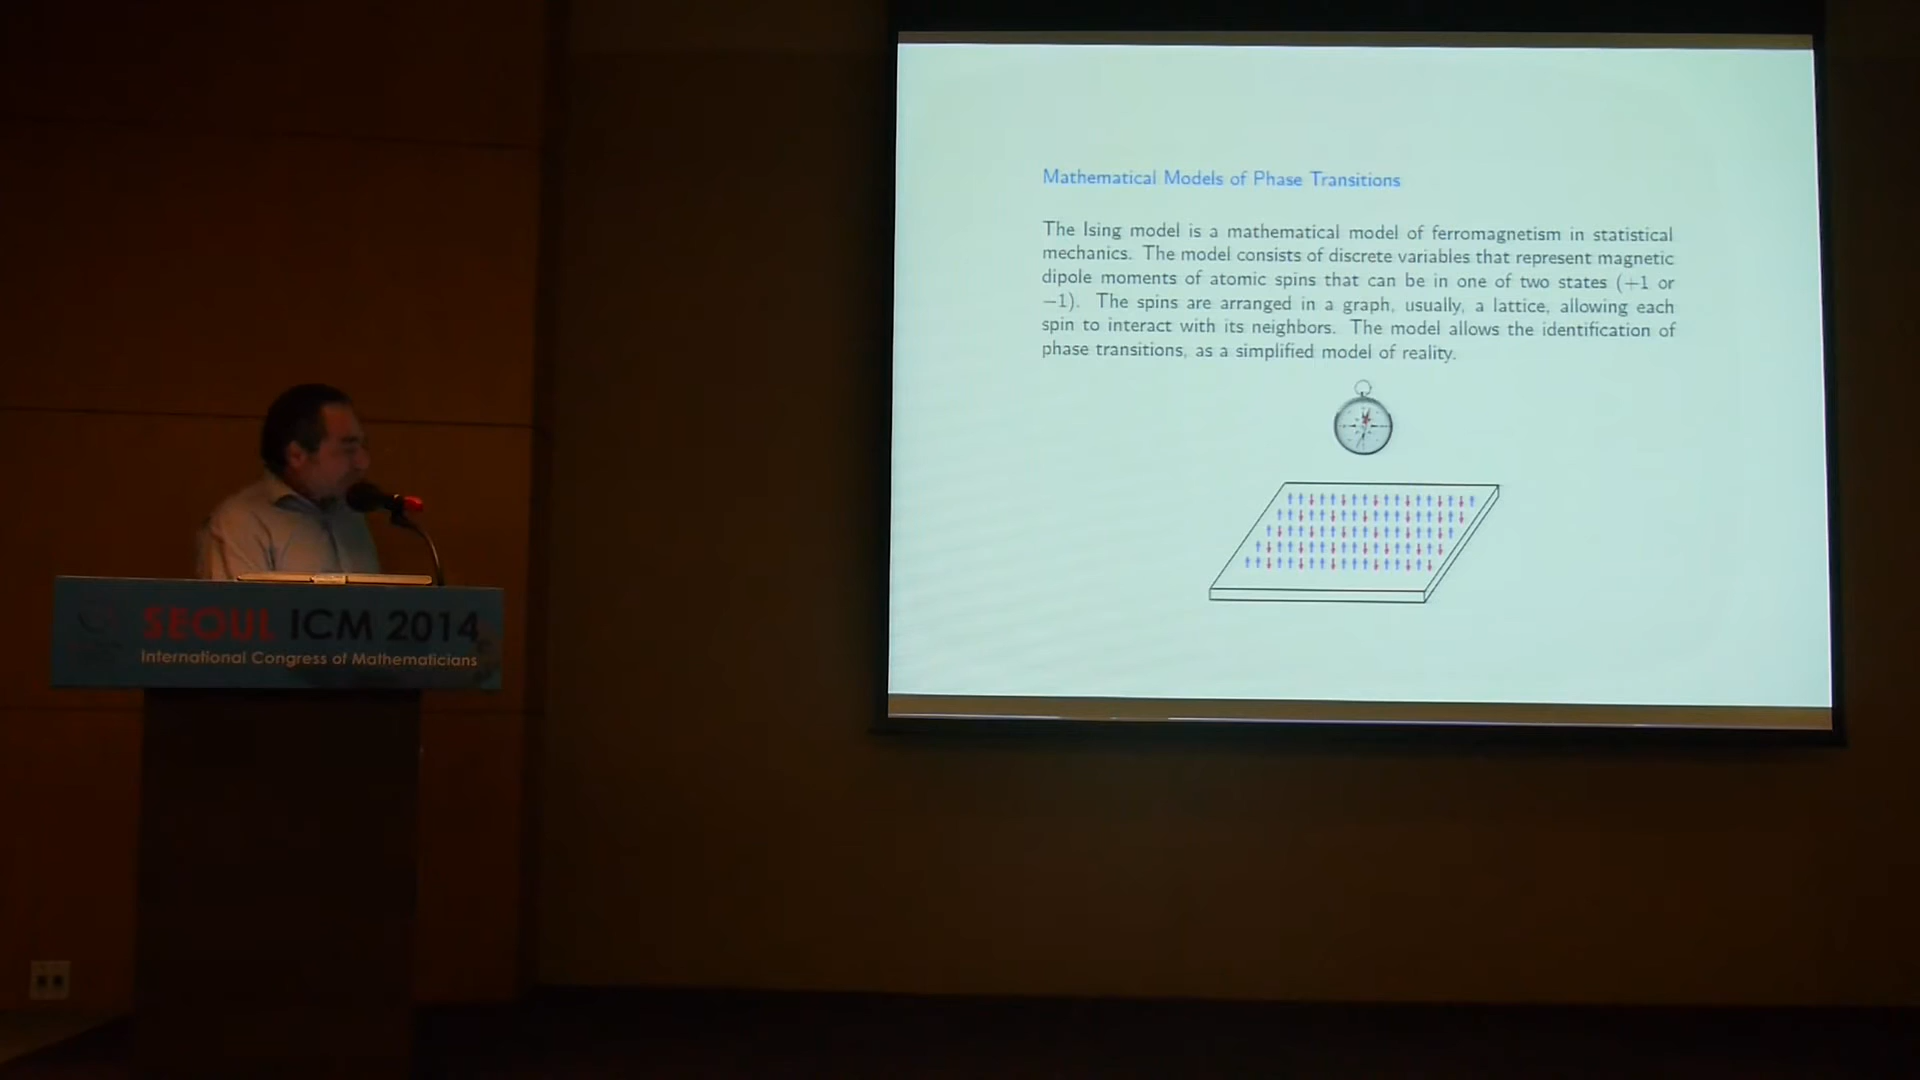 Mathematical Models of Phase Transitions
The Ising model is a mathematical model of ferromagnetism in statistical
mechanics. The model consists of discrete variables that represent magnetic
dipole moments of atomic spins that can be in one of two states (+1 or
−1). The spins are arranged in a graph, usually, a lattice, allowing each
spin to interact with its neighbors. The model allows the identification of
phase transitions, as a simplified model of reality.
SEOUL ICM 2014
International Congress of Mathematicians